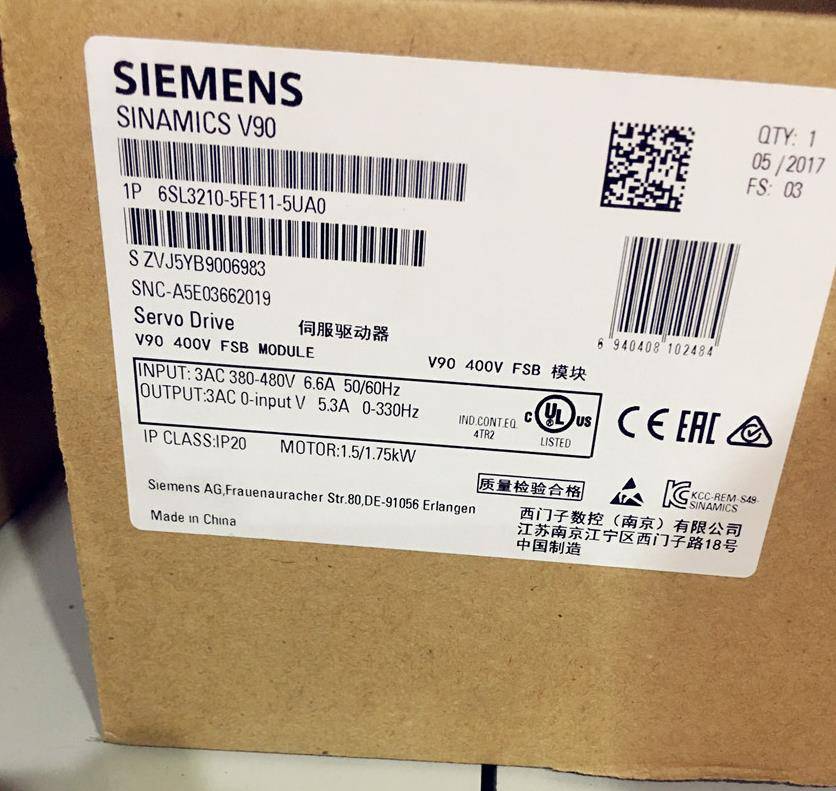 SIEMENS
SINAMICS V90
QTY: 1
05 / 2017
FS: 03
1P 6SL3210-5FE11-5UA0
S ZVJ5YB9006983
SNC-A5E03662019
Servo Drive 伺服驱动器
6 940408 102484
V90 400V FSB MODULE V90 400V FSB 模块
INPUT: 3AC 380-480V 6.6A 50/60Hz
OUTPUT:3AC 0-input V 5.3A 0-330Hz
IND.CONT.EQ.
4TR2
C UL US
LISTED
CE EAC
IP CLASS:IP20 MOTOR:1.5/1.75kW
质量检验合格
KCC-REM-S49-
SINAMICS
Siemens AG,Frauenauracher Str.80,DE-91056 Erlangen
Made in China
西门子数控（南京）有限公司
江苏南京江宁区西门子路18号
中国制造